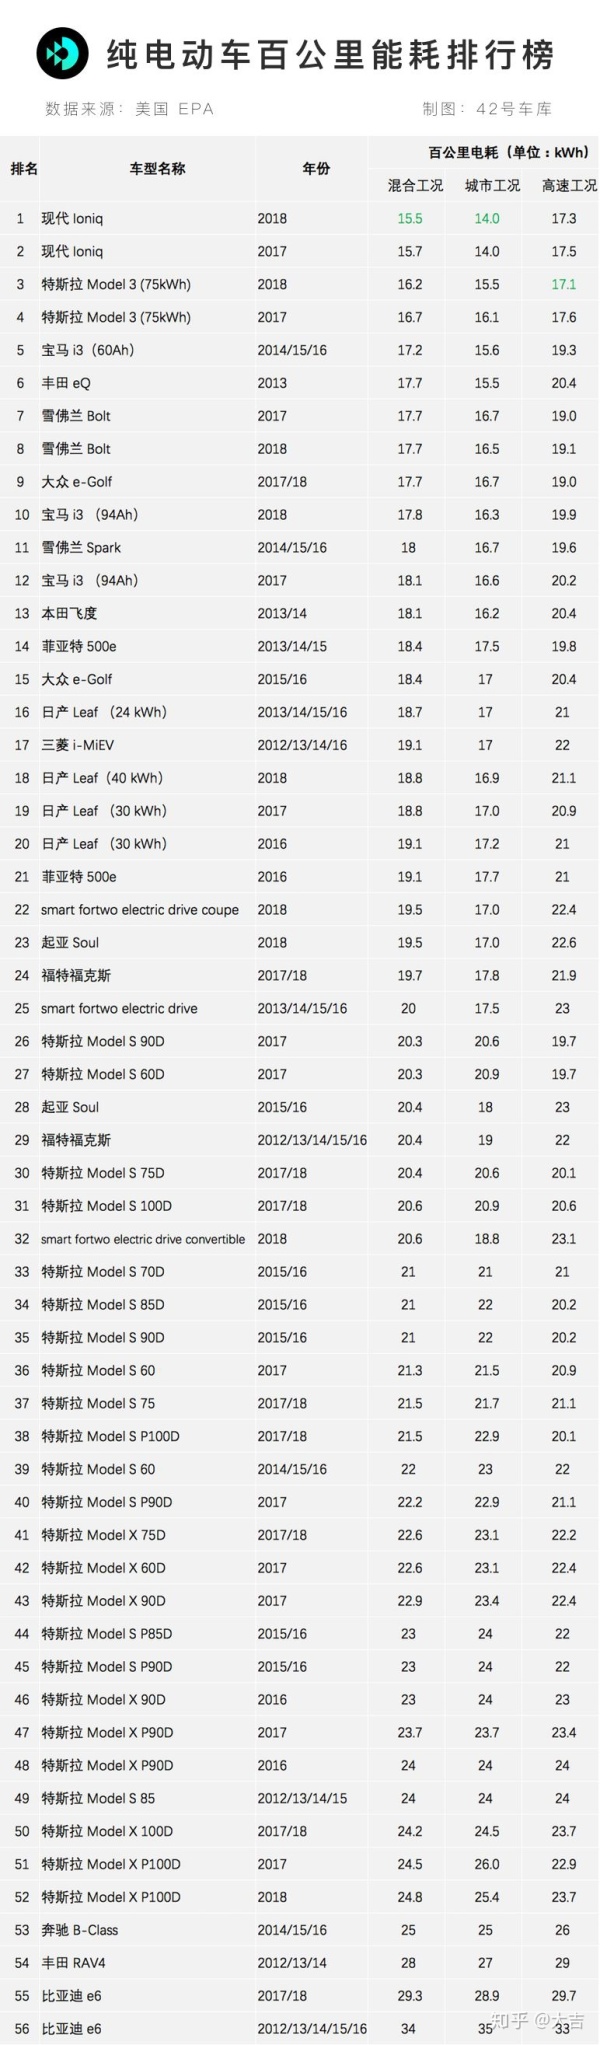 纯电动车百公里能耗排行榜
数据来源：美国 EPA 制图：42号车库
排名 车型名称 年份 百公里电耗（单位：kWh）
混合工况 城市工况 高速工况
1 现代 Ioniq 2018 15.5 14.0 17.3
2 现代 Ioniq 2017 15.7 14.0 17.5
3 特斯拉 Model 3 (75kWh) 2018 16.2 15.5 17.1
4 特斯拉 Model 3 (75kWh) 2017 16.7 16.1 17.6
5 宝马 i3（60Ah） 2014/15/16 17.2 15.6 19.3
6 丰田 eQ 2013 17.7 15.5 20.4
7 雪佛兰 Bolt 2017 17.7 16.7 19.0
8 雪佛兰 Bolt 2018 17.7 16.5 19.1
9 大众 e-Golf 2017/18 17.7 16.7 19.0
10 宝马 i3 （94Ah） 2018 17.8 16.3 19.9
11 雪佛兰 Spark 2014/15/16 18 16.7 19.6
12 宝马 i3 （94Ah） 2017 18.1 16.6 20.2
13 本田飞度 2013/14 18.1 16.2 20.4
14 菲亚特 500e 2013/14/15 18.4 17.5 19.8
15 大众 e-Golf 2015/16 18.4 17 20.4
16 日产 Leaf （24 kWh） 2013/14/15/16 18.7 17 21
17 三菱 i-MiEV 2012/13/14/16 19.1 17 22
18 日产 Leaf（40 kWh） 2018 18.8 16.9 21.1
19 日产 Leaf （30 kWh） 2017 18.8 17.0 20.9
20 日产 Leaf （30 kWh） 2016 19.1 17.2 21
21 菲亚特 500e 2016 19.1 17.7 21
22 smart fortwo electric drive coupe 2018 19.5 17.0 22.4
23 起亚 Soul 2018 19.5 17.0 22.6
24 福特福克斯 2017/18 19.7 17.8 21.9
25 smart fortwo electric drive 2013/14/15/16 20 17.5 23
26 特斯拉 Model S 90D 2017 20.3 20.6 19.7
27 特斯拉 Model S 60D 2017 20.3 20.9 19.7
28 起亚 Soul 2015/16 20.4 18 23
29 福特福克斯 2012/13/14/15/16 20.4 19 22
30 特斯拉 Model S 75D 2017/18 20.4 20.6 20.1
31 特斯拉 Model S 100D 2017/18 20.6 20.9 20.6
32 smart fortwo electric drive convertible 2018 20.6 18.8 23.1
33 特斯拉 Model S 70D 2015/16 21 21 21
34 特斯拉 Model S 85D 2015/16 21 22 20.2
35 特斯拉 Model S 90D 2015/16 21 22 20.2
36 特斯拉 Model S 60 2017 21.3 21.5 20.9
37 特斯拉 Model S 75 2017/18 21.5 21.7 21.1
38 特斯拉 Model S P100D 2017/18 21.5 22.9 20.1
39 特斯拉 Model S 60 2014/15/16 22 23 22
40 特斯拉 Model S P90D 2017 22.2 22.9 21.1
41 特斯拉 Model X 75D 2017/18 22.6 23.1 22.2
42 特斯拉 Model X 60D 2017 22.6 23.1 22.4
43 特斯拉 Model X 90D 2017 22.9 23.4 22.4
44 特斯拉 Model S P85D 2015/16 23 24 22
45 特斯拉 Model S P90D 2015/16 23 24 22
46 特斯拉 Model X 90D 2016 23 24 23
47 特斯拉 Model X P90D 2017 23.7 23.7 23.4
48 特斯拉 Model X P90D 2016 24 24 24
49 特斯拉 Model S 85 2012/13/14/15 24 24 24
50 特斯拉 Model X 100D 2017/18 24.2 24.5 23.7
51 特斯拉 Model X P100D 2017 24.5 26.0 22.9
52 特斯拉 Model X P100D 2018 24.8 25.4 23.7
53 奔驰 B-Class 2014/15/16 25 25 26
54 丰田 RAV4 2012/13/14 28 27 29
55 比亚迪 e6 2017/18 29.3 28.9 29.7
56 比亚迪 e6 2012/13/14/15/16 34 35 33
知乎 @大吉